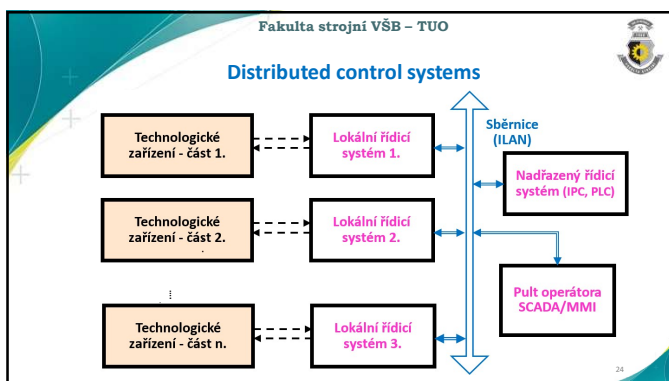 Fakulta strojní VŠB – TUO
Distributed control systems
Technologické
zařízení - část 1.
Lokální řídicí
systém 1.
Sběrnice
(ILAN)
Nadřazený řídicí
systém (IPC, PLC)
Technologické
zařízení - část 2.
Lokální řídicí
systém 2.
Pult operátora
SCADA/MMI
Technologické
zařízení - část n.
Lokální řídicí
systém 3.
24